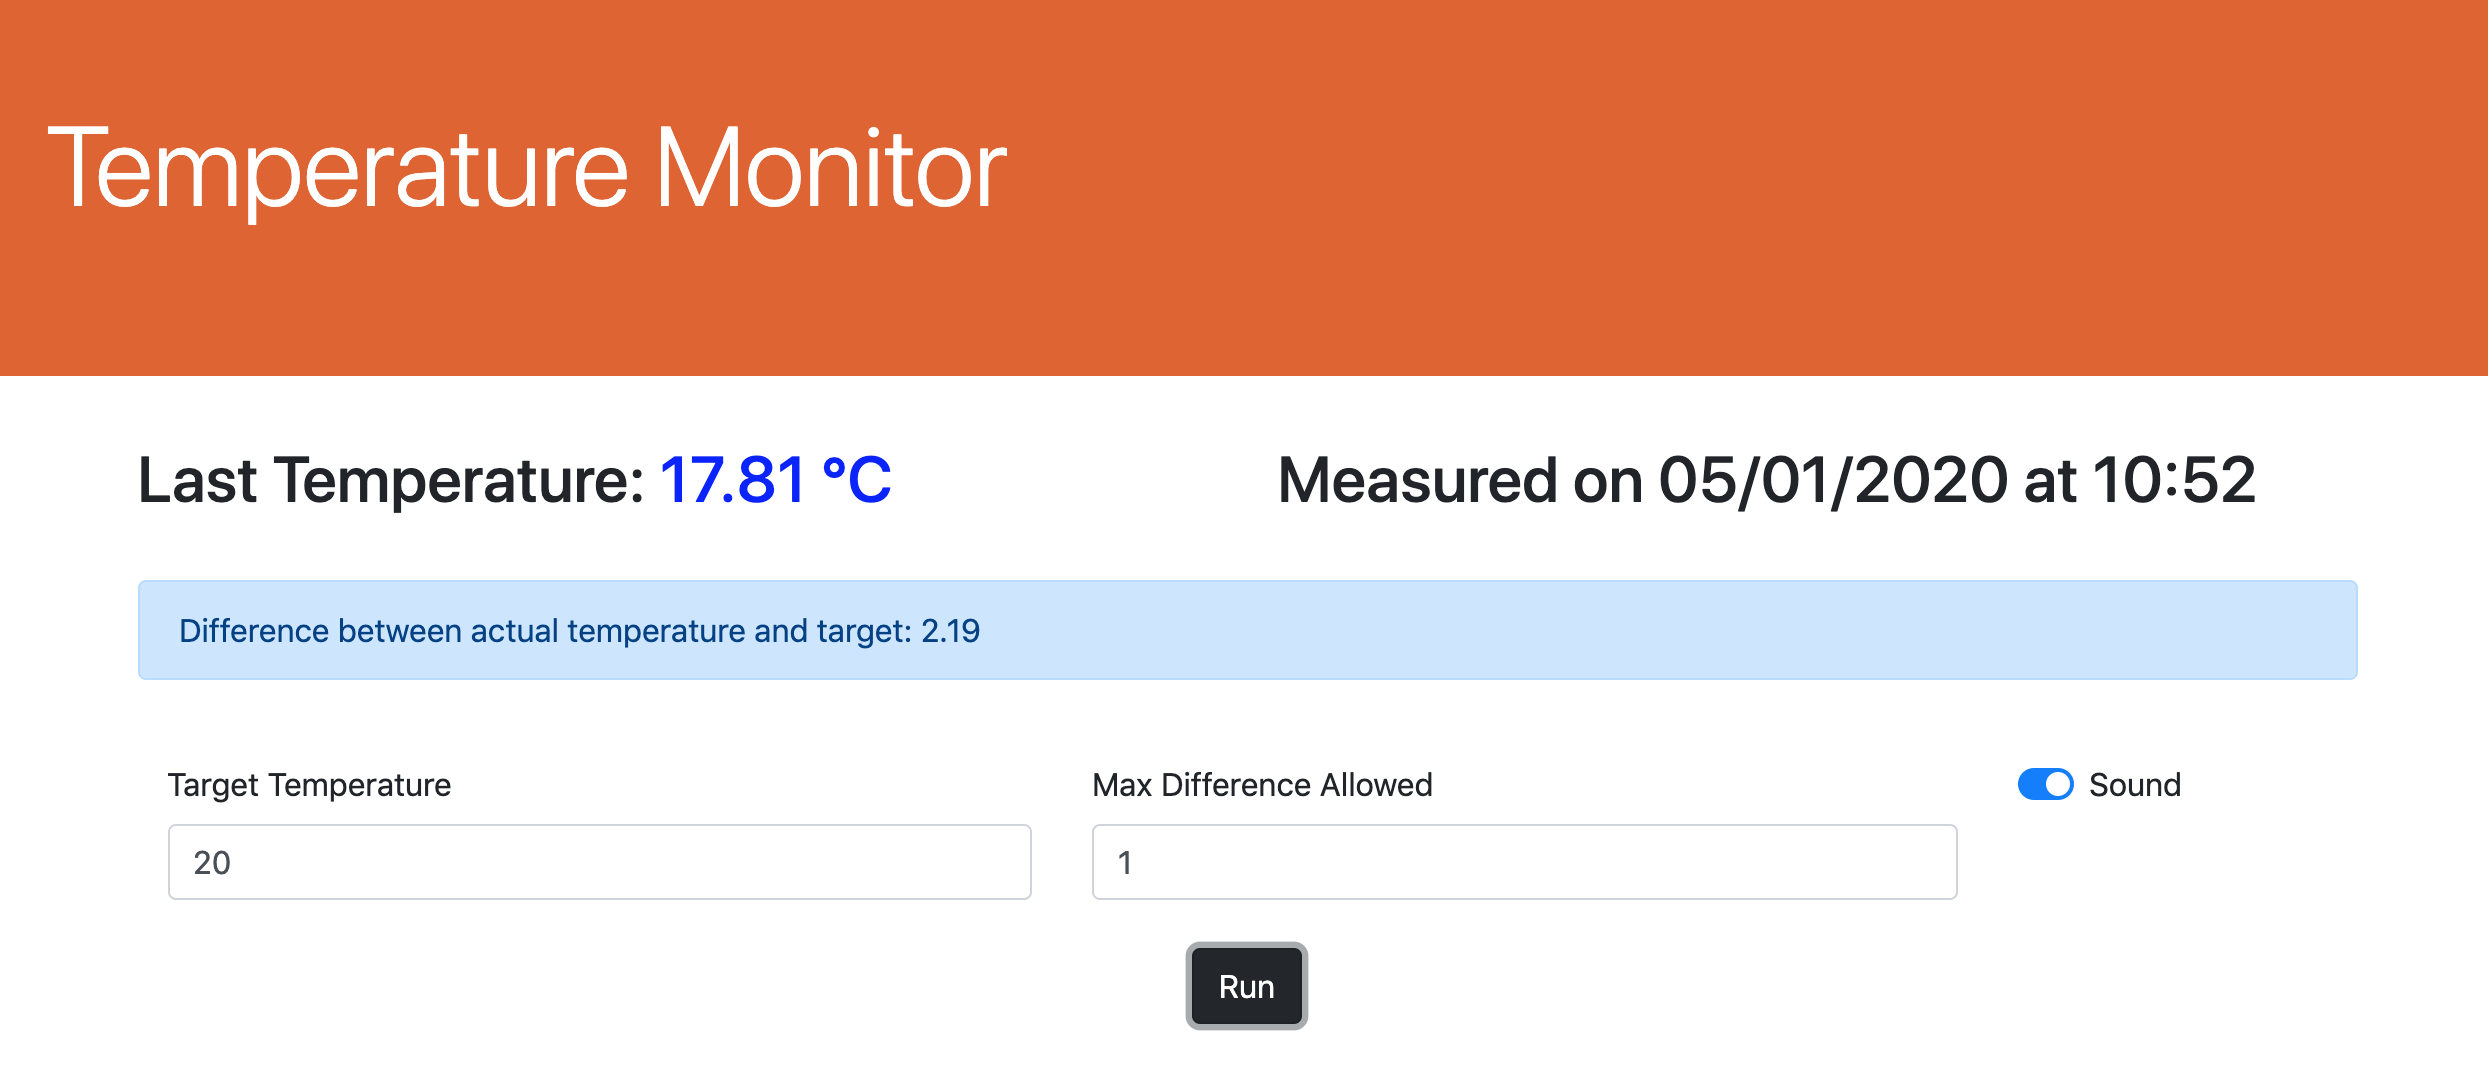 Temperature Monitor
Last Temperature: 17.81 °C
Measured on 05/01/2020 at 10:52
Difference between actual temperature and target: 2.19
Target Temperature
Max Difference Allowed
Sound
20
1
Run